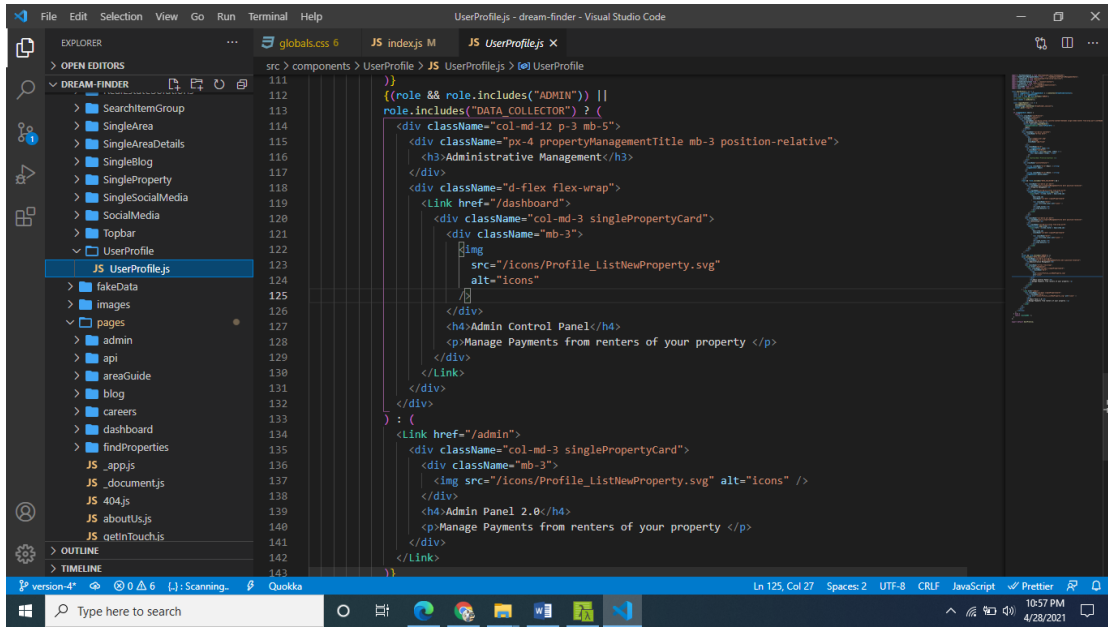 File Edit Selection View Go Run Terminal Help UserProfile.js - dream-finder - Visual Studio Code
EXPLORER ...
globals.css 6 JS index.js M JS UserProfile.js
src > components > UserProfile > JS UserProfile.js > UserProfile
> OPEN EDITORS
DREAM-FINDER
> SearchItemGroup
> SingleArea
> SingleAreaDetails
> SingleBlog
> SingleProperty
> SingleSocialMedia
> SocialMedia
> Topbar
UserProfile
JS UserProfile.js
> fakeData
> images
pages
> admin
> api
> areaGuide
> blog
> careers
> dashboard
> findProperties
JS _app.js
JS _document.js
JS 404.js
JS aboutUs.js
JS getInTouch.js
> OUTLINE
> TIMELINE
1
111 )}
112 {(role && role.includes("ADMIN")) ||
113 role.includes("DATA_COLLECTOR") ? (
114 <div className="col-md-12 p-3 mb-5">
115 <div className="px-4 propertyManagementTitle mb-3 position-relative">
116 <h3>Administrative Management</h3>
117 </div>
118 <div className="d-flex flex-wrap">
119 <Link href="/dashboard">
120 <div className="col-md-3 singlePropertyCard">
121 <div className="mb-3">
122 <img
123 src="/icons/Profile_ListNewProperty.svg"
124 alt="icons"
125 />
126 </div>
127 <h4>Admin Control Panel</h4>
128 <p>Manage Payments from renters of your property </p>
129 </div>
130 </Link>
131 </div>
132 </div>
133 ) : (
134 <Link href="/admin">
135 <div className="col-md-3 singlePropertyCard">
136 <div className="mb-3">
137 <img src="/icons/Profile_ListNewProperty.svg" alt="icons" />
138 </div>
139 <h4>Admin Panel 2.0</h4>
140 <p>Manage Payments from renters of your property </p>
141 </div>
142 </Link>
143 )}
version-4* 0 6 {..} : Scanning.. Quokka Ln 125, Col 27 Spaces: 2 UTF-8 CRLF JavaScript Prettier
Type here to search
10:57 PM
4/28/2021